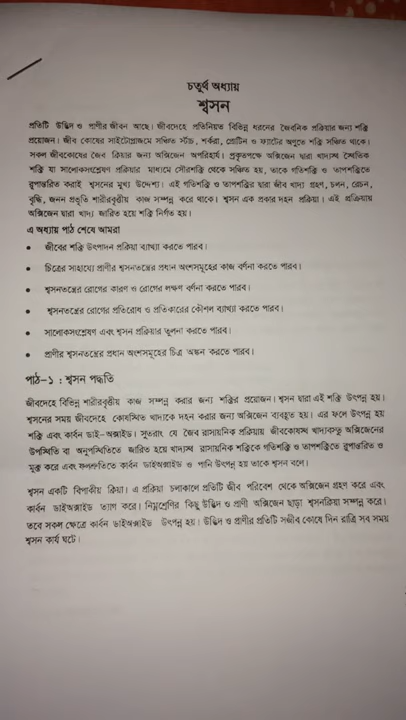 চতুর্থ অধ্যায়
শ্বসন
প্রতিটি উদ্ভিদ ও প্রাণীর জীবন আছে। জীবদেহে প্রতিনিয়ত বিভিন্ন ধরনের জৈবনিক প্রক্রিয়ার জন্য শক্তি
প্রয়োজন। জীব কোষের সাইটোপ্লাজমে সঞ্চিত স্টার্চ, শর্করা, প্রোটিন ও ফ্যাটের অণুতে শক্তি সঞ্চিত থাকে।
সকল জীবকোষের জৈব ক্রিয়ার জন্য অক্সিজেন অপরিহার্য। প্রকৃতপক্ষে অক্সিজেন দ্বারা খাদ্যস্থ স্থৈতিক
শক্তি যা সালোকসংশ্লেষণ প্রক্রিয়ার মাধ্যমে সৌরশক্তি থেকে সঞ্চিত হয়, তাকে গতিশক্তি ও তাপশক্তিতে
রূপান্তরিত করাই শ্বসনের মুখ্য উদ্দেশ্য। এই গতিশক্তি ও তাপশক্তির দ্বারা জীব খাদ্য গ্রহণ, চলন, রেচন,
বৃদ্ধি, জনন প্রভৃতি শারীরবৃত্তীয় কাজ সম্পন্ন করে থাকে। শ্বসন এক প্রকার দহন প্রক্রিয়া। এই প্রক্রিয়ায়
অক্সিজেন দ্বারা খাদ্য জারিত হয়ে শক্তি নির্গত হয়।
এ অধ্যায় পাঠ শেষে আমরা
• জীবের শক্তি উৎপাদন প্রক্রিয়া ব্যাখ্যা করতে পারব।
• চিত্রের সাহায্যে প্রাণীর শ্বসনতন্ত্রের প্রধান অংশসমূহের কাজ বর্ণনা করতে পারব।
• শ্বসনতন্ত্রের রোগের কারণ ও রোগের লক্ষণ বর্ণনা করতে পারব।
• শ্বসনতন্ত্রের রোগের প্রতিরোধ ও প্রতিকারের কৌশল ব্যাখ্যা করতে পারব।
• সালোকসংশ্লেষণ এবং শ্বসন প্রক্রিয়ার তুলনা করতে পারব।
• প্রাণীর শ্বসনতন্ত্রের প্রধান অংশসমূহের চিত্র অঙ্কন করতে পারব।
পাঠ-১ : শ্বসন পদ্ধতি
জীবদেহে বিভিন্ন শারীরবৃত্তীয় কাজ সম্পন্ন করার জন্য শক্তির প্রয়োজন। শ্বসন দ্বারা এই শক্তি উৎপন্ন হয়।
শ্বসনের সময় জীবদেহে কোষস্থিত খাদ্যকে দহন করার জন্য অক্সিজেন ব্যবহৃত হয়। এর ফলে উৎপন্ন হয়
শক্তি এবং কার্বন ডাই-অক্সাইড। সুতরাং যে জৈব রাসায়নিক প্রক্রিয়ায় জীবকোষস্থ খাদ্যবস্তু অক্সিজেনের
উপস্থিতি বা অনুপস্থিতিতে জারিত হয়ে খাদ্যস্থ রাসায়নিক শক্তিকে গতিশক্তি ও তাপশক্তিতে রূপান্তরিত ও
মুক্ত করে এবং ফলশ্রুতিতে কার্বন ডাইঅক্সাইড ও পানি উৎপন্ন হয় তাকে শ্বসন বলে।
শ্বসন একটি বিপাকীয় ক্রিয়া। এ প্রক্রিয়া চলাকালে প্রতিটি জীব পরিবেশ থেকে অক্সিজেন গ্রহণ করে এবং
কার্বন ডাইঅক্সাইড ত্যাগ করে। নিম্নশ্রেণির কিছু উদ্ভিদ ও প্রাণী অক্সিজেন ছাড়া শ্বসনক্রিয়া সম্পন্ন করে।
তবে সকল ক্ষেত্রে কার্বন ডাইঅক্সাইড উৎপন্ন হয়। উদ্ভিদ ও প্রাণীর প্রতিটি সজীব কোষে দিন রাত্রি সব সময়
শ্বসন কার্য ঘটে।